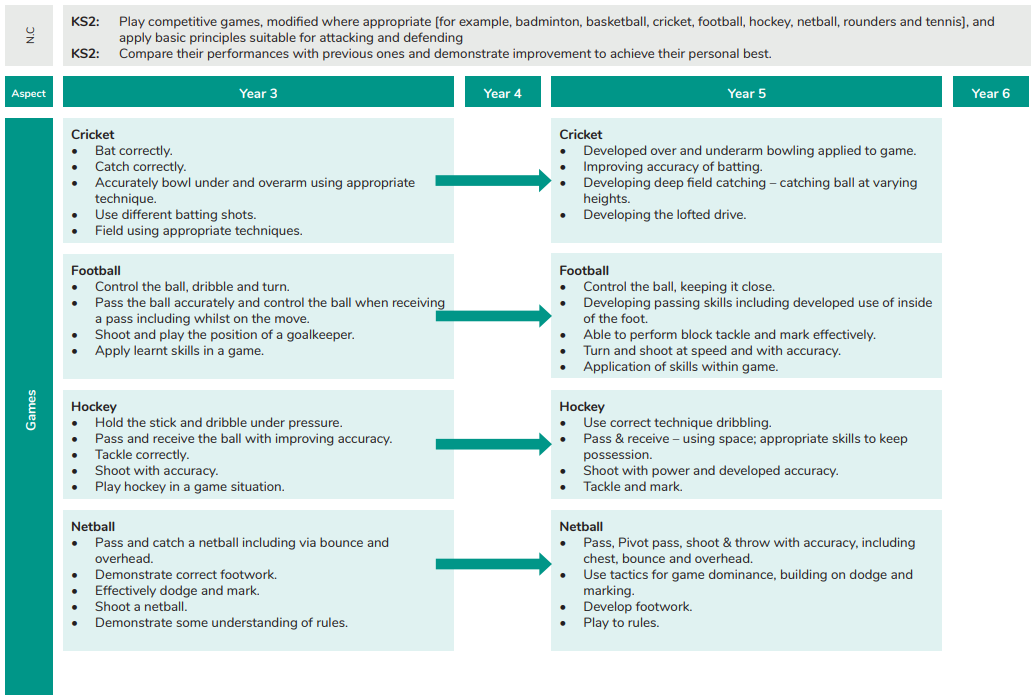 N.C
KS2: Play competitive games, modified where appropriate [for example, badminton, basketball, cricket, football, hockey, netball, rounders and tennis], and
apply basic principles suitable for attacking and defending
KS2: Compare their performances with previous ones and demonstrate improvement to achieve their personal best.
Aspect
Year 3
Year 4
Year 5
Year 6
Games
Cricket
• Bat correctly.
• Catch correctly.
• Accurately bowl under and overarm using appropriate
technique.
• Use different batting shots.
• Field using appropriate techniques.
Cricket
• Developed over and underarm bowling applied to game.
• Improving accuracy of batting.
• Developing deep field catching – catching ball at varying
heights.
• Developing the lofted drive.
Football
• Control the ball, dribble and turn.
• Pass the ball accurately and control the ball when receiving
a pass including whilst on the move.
• Shoot and play the position of a goalkeeper.
• Apply learnt skills in a game.
Football
• Control the ball, keeping it close.
• Developing passing skills including developed use of inside
of the foot.
• Able to perform block tackle and mark effectively.
• Turn and shoot at speed and with accuracy.
• Application of skills within game.
Hockey
• Hold the stick and dribble under pressure.
• Pass and receive the ball with improving accuracy.
• Tackle correctly.
• Shoot with accuracy.
• Play hockey in a game situation.
Hockey
• Use correct technique dribbling.
• Pass & receive – using space; appropriate skills to keep
possession.
• Shoot with power and developed accuracy.
• Tackle and mark.
Netball
• Pass and catch a netball including via bounce and
overhead.
• Demonstrate correct footwork.
• Effectively dodge and mark.
• Shoot a netball.
• Demonstrate some understanding of rules.
Netball
• Pass, Pivot pass, shoot & throw with accuracy, including
chest, bounce and overhead.
• Use tactics for game dominance, building on dodge and
marking.
• Develop footwork.
• Play to rules.